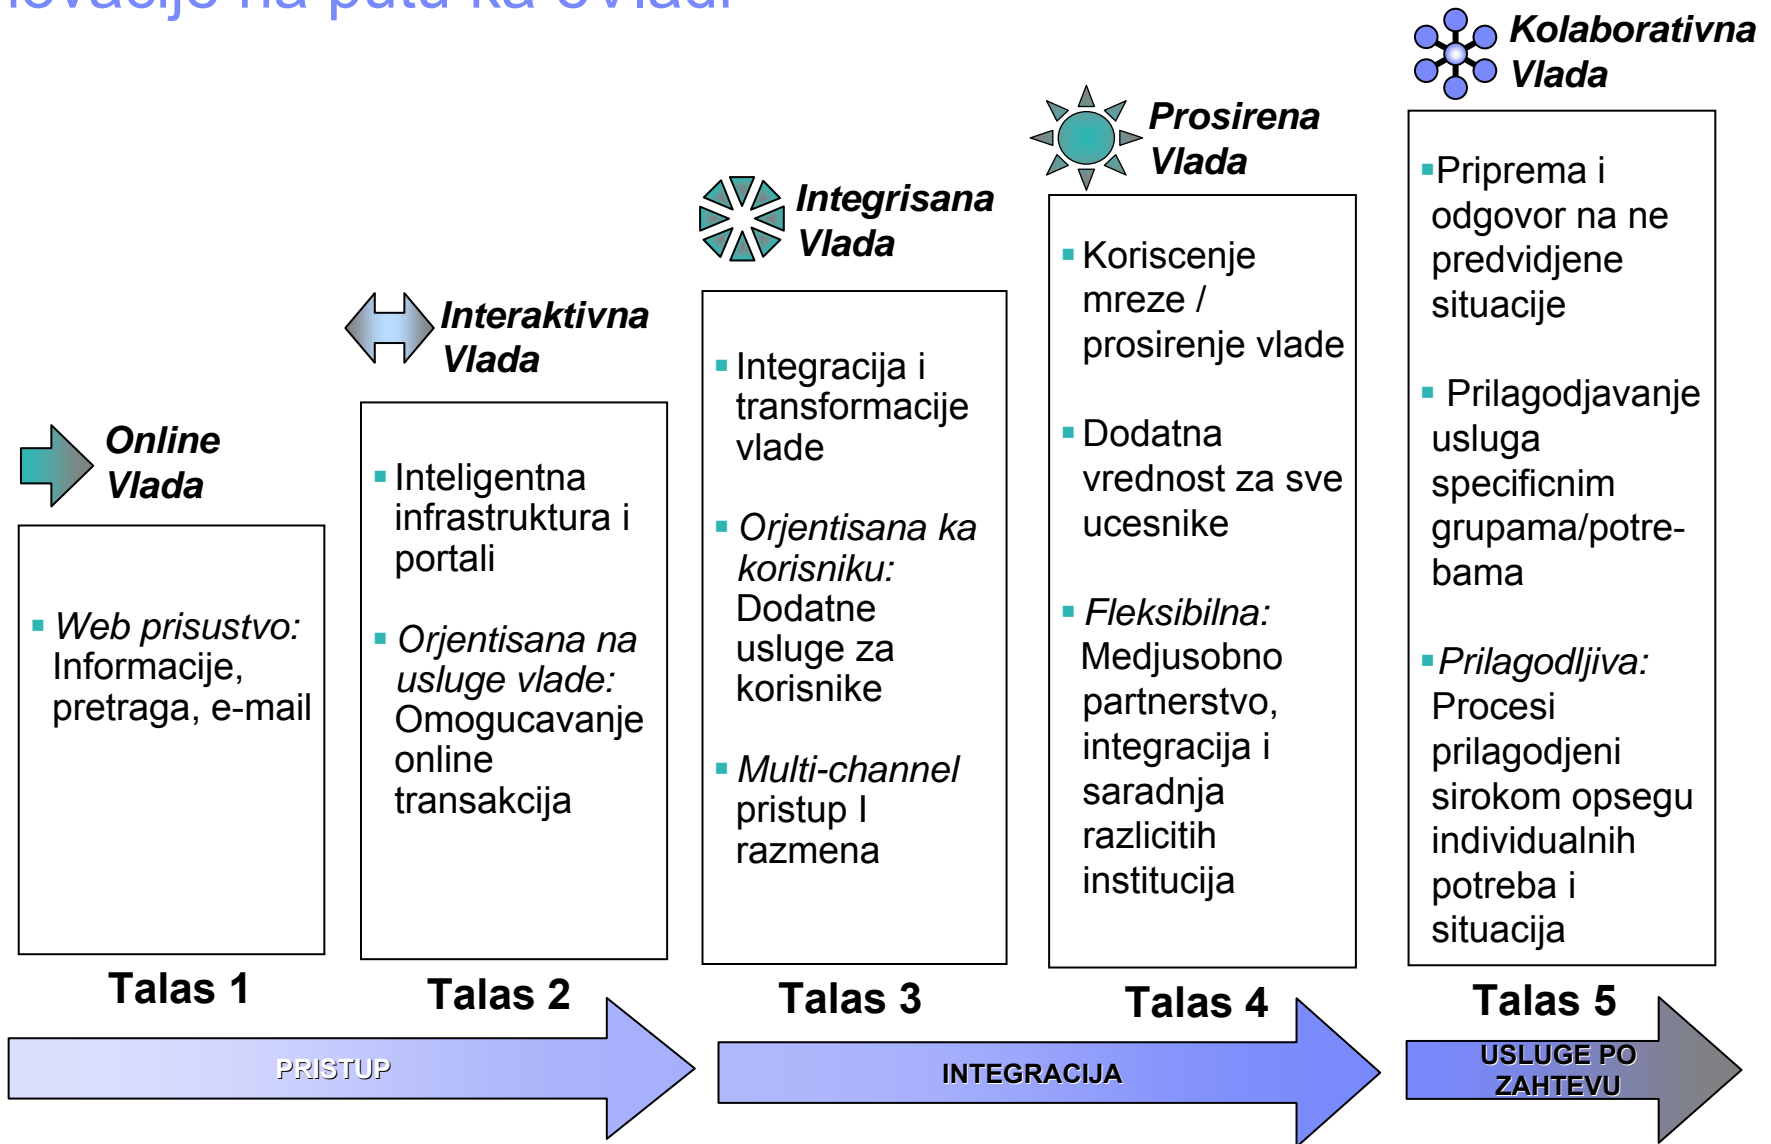 na putu ka
Online
Vlada
Web prisustvo:
Informacije,
pretraga, e-mail
Talas 1
Interaktivna
Vlada
Inteligentna
infrastruktura i
portali
Orjentisana na
usluge vlade:
Omogucavanje
online
transakcija
Talas 2
Integrisana
Vlada
Integracija i
transformacije
vlade
Orjentisana ka
korisniku:
Dodatne
usluge za
korisnike
Multi-channel
pristup I
razmena
Talas 3
Prosirena
Vlada
Koriscenje
mreze /
prosirenje vlade
Dodatna
vrednost za sve
ucesnike
Fleksibilna:
Medjusobno
partnerstvo,
integracija i
saradnja
razlicitih
institucija
Talas 4
Kolaborativna
Vlada
Priprema i
odgovor na ne
predvidjene
situacije
Prilagodjavanje
usluga
specificnim
grupama/potre-
bama
Prilagodljiva:
Procesi
prilagodjeni
sirokom opsegu
individualnih
potreba i
situacija
Talas 5
PRISTUP
INTEGRACIJA
USLUGE PO
ZAHTEVU